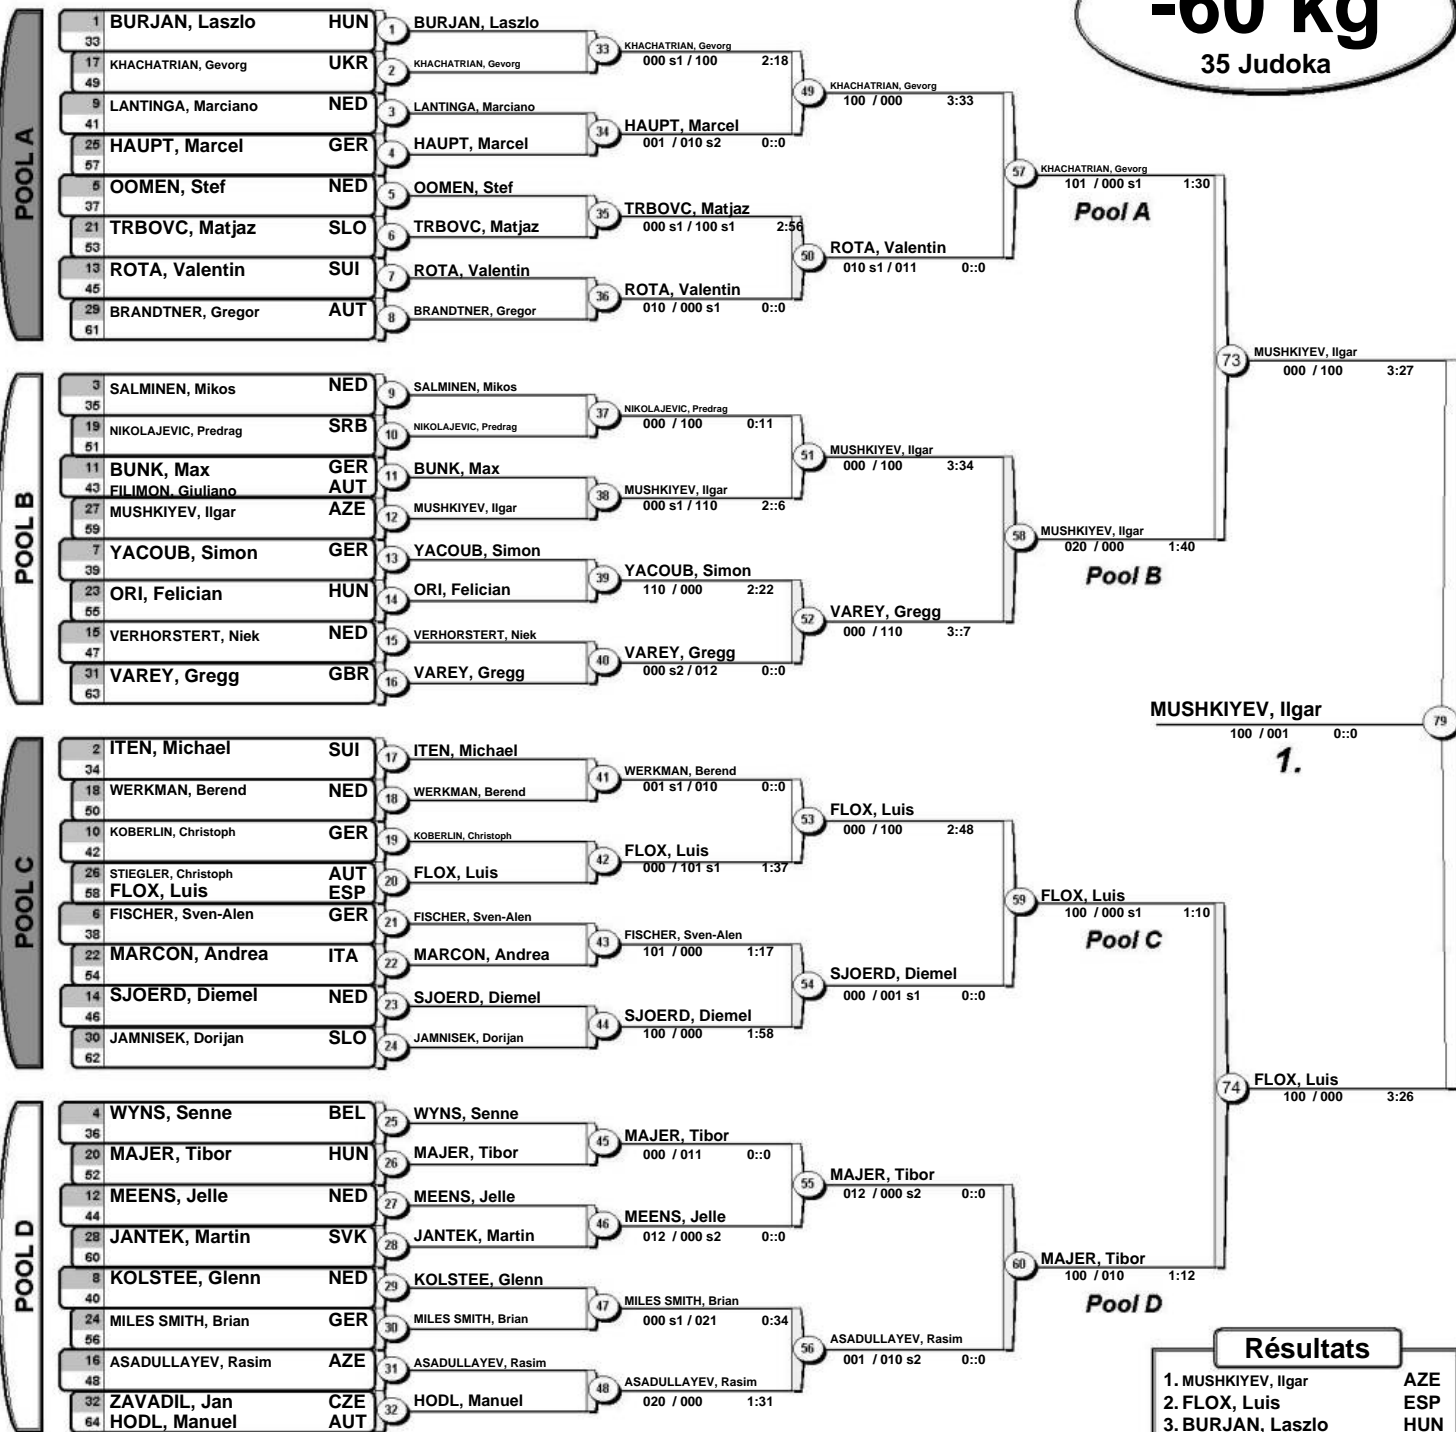 -60 kg
35 Judoka
POOL A
1 BURJAN, Laszlo HUN
33
17 KHACHATRIAN, Gevorg UKR
49
9 LANTINGA, Marciano NED
41
25 HAUPT, Marcel GER
57
5 OOMEN, Stef NED
37
21 TRBOVC, Matjaz SLO
53
13 ROTA, Valentin SUI
45
29 BRANDTNER, Gregor AUT
61
1 BURJAN, Laszlo
2 KHACHATRIAN, Gevorg
3 LANTINGA, Marciano
4 HAUPT, Marcel
5 OOMEN, Stef
6 TRBOVC, Matjaz
7 ROTA, Valentin
8 BRANDTNER, Gregor
33 KHACHATRIAN, Gevorg
000 s1 / 100 2:18
34 HAUPT, Marcel
001 / 010 s2 0::0
35 TRBOVC, Matjaz
000 s1 / 100 s1 2:56
36 ROTA, Valentin
010 / 000 s1 0::0
49 KHACHATRIAN, Gevorg
100 / 000 3:33
50 ROTA, Valentin
010 s1 / 011 0::0
57 KHACHATRIAN, Gevorg
101 / 000 s1 1:30
Pool A
POOL B
3 SALMINEN, Mikos NED
35
19 NIKOLAJEVIC, Predrag SRB
51
11 BUNK, Max GER
43 FILIMON, Giuliano AUT
27 MUSHKIYEV, Ilgar AZE
59
7 YACOUB, Simon GER
39
23 ORI, Felician HUN
55
15 VERHORSTERT, Niek NED
47
31 VAREY, Gregg GBR
63
9 SALMINEN, Mikos
10 NIKOLAJEVIC, Predrag
11 BUNK, Max
12 MUSHKIYEV, Ilgar
13 YACOUB, Simon
14 ORI, Felician
15 VERHORSTERT, Niek
16 VAREY, Gregg
37 NIKOLAJEVIC, Predrag
000 / 100 0:11
38 MUSHKIYEV, Ilgar
000 s1 / 110 2::6
39 YACOUB, Simon
110 / 000 2:22
40 VAREY, Gregg
000 s2 / 012 0::0
51 MUSHKIYEV, Ilgar
000 / 100 3:34
52 VAREY, Gregg
000 / 110 3::7
58 MUSHKIYEV, Ilgar
020 / 000 1:40
Pool B
73 MUSHKIYEV, Ilgar
000 / 100 3:27
MUSHKIYEV, Ilgar 79
100 / 001 0::0
1.
POOL C
2 ITEN, Michael SUI
34
18 WERKMAN, Berend NED
50
10 KOBERLIN, Christoph GER
42
26 STIEGLER, Christoph AUT
58 FLOX, Luis ESP
6 FISCHER, Sven-Alen GER
38
22 MARCON, Andrea ITA
54
14 SJOERD, Diemel NED
46
30 JAMNISEK, Dorijan SLO
62
17 ITEN, Michael
18 WERKMAN, Berend
19 KOBERLIN, Christoph
20 FLOX, Luis
21 FISCHER, Sven-Alen
22 MARCON, Andrea
23 SJOERD, Diemel
24 JAMNISEK, Dorijan
41 WERKMAN, Berend
001 s1 / 010 0::0
42 FLOX, Luis
000 / 101 s1 1:37
43 FISCHER, Sven-Alen
101 / 000 1:17
44 SJOERD, Diemel
100 / 000 1:58
53 FLOX, Luis
000 / 100 2:48
54 SJOERD, Diemel
000 / 001 s1 0::0
59 FLOX, Luis
100 / 000 s1 1:10
Pool C
74 FLOX, Luis
100 / 000 3:26
POOL D
4 WYNS, Senne BEL
36
20 MAJER, Tibor HUN
52
12 MEENS, Jelle NED
44
28 JANTEK, Martin SVK
60
8 KOLSTEE, Glenn NED
40
24 MILES SMITH, Brian GER
56
16 ASADULLAYEV, Rasim AZE
48
32 ZAVADIL, Jan CZE
64 HODL, Manuel AUT
25 WYNS, Senne
26 MAJER, Tibor
27 MEENS, Jelle
28 JANTEK, Martin
29 KOLSTEE, Glenn
30 MILES SMITH, Brian
31 ASADULLAYEV, Rasim
32 HODL, Manuel
45 MAJER, Tibor
000 / 011 0::0
46 MEENS, Jelle
012 / 000 s2 0::0
47 MILES SMITH, Brian
000 s1 / 021 0:34
48 ASADULLAYEV, Rasim
020 / 000 1:31
55 MAJER, Tibor
012 / 000 s2 0::0
56 ASADULLAYEV, Rasim
001 / 010 s2 0::0
60 MAJER, Tibor
100 / 010 1:12
Pool D
Résultats
1. MUSHKIYEV, Ilgar AZE
2. FLOX, Luis ESP
3. BURJAN, Laszlo HUN